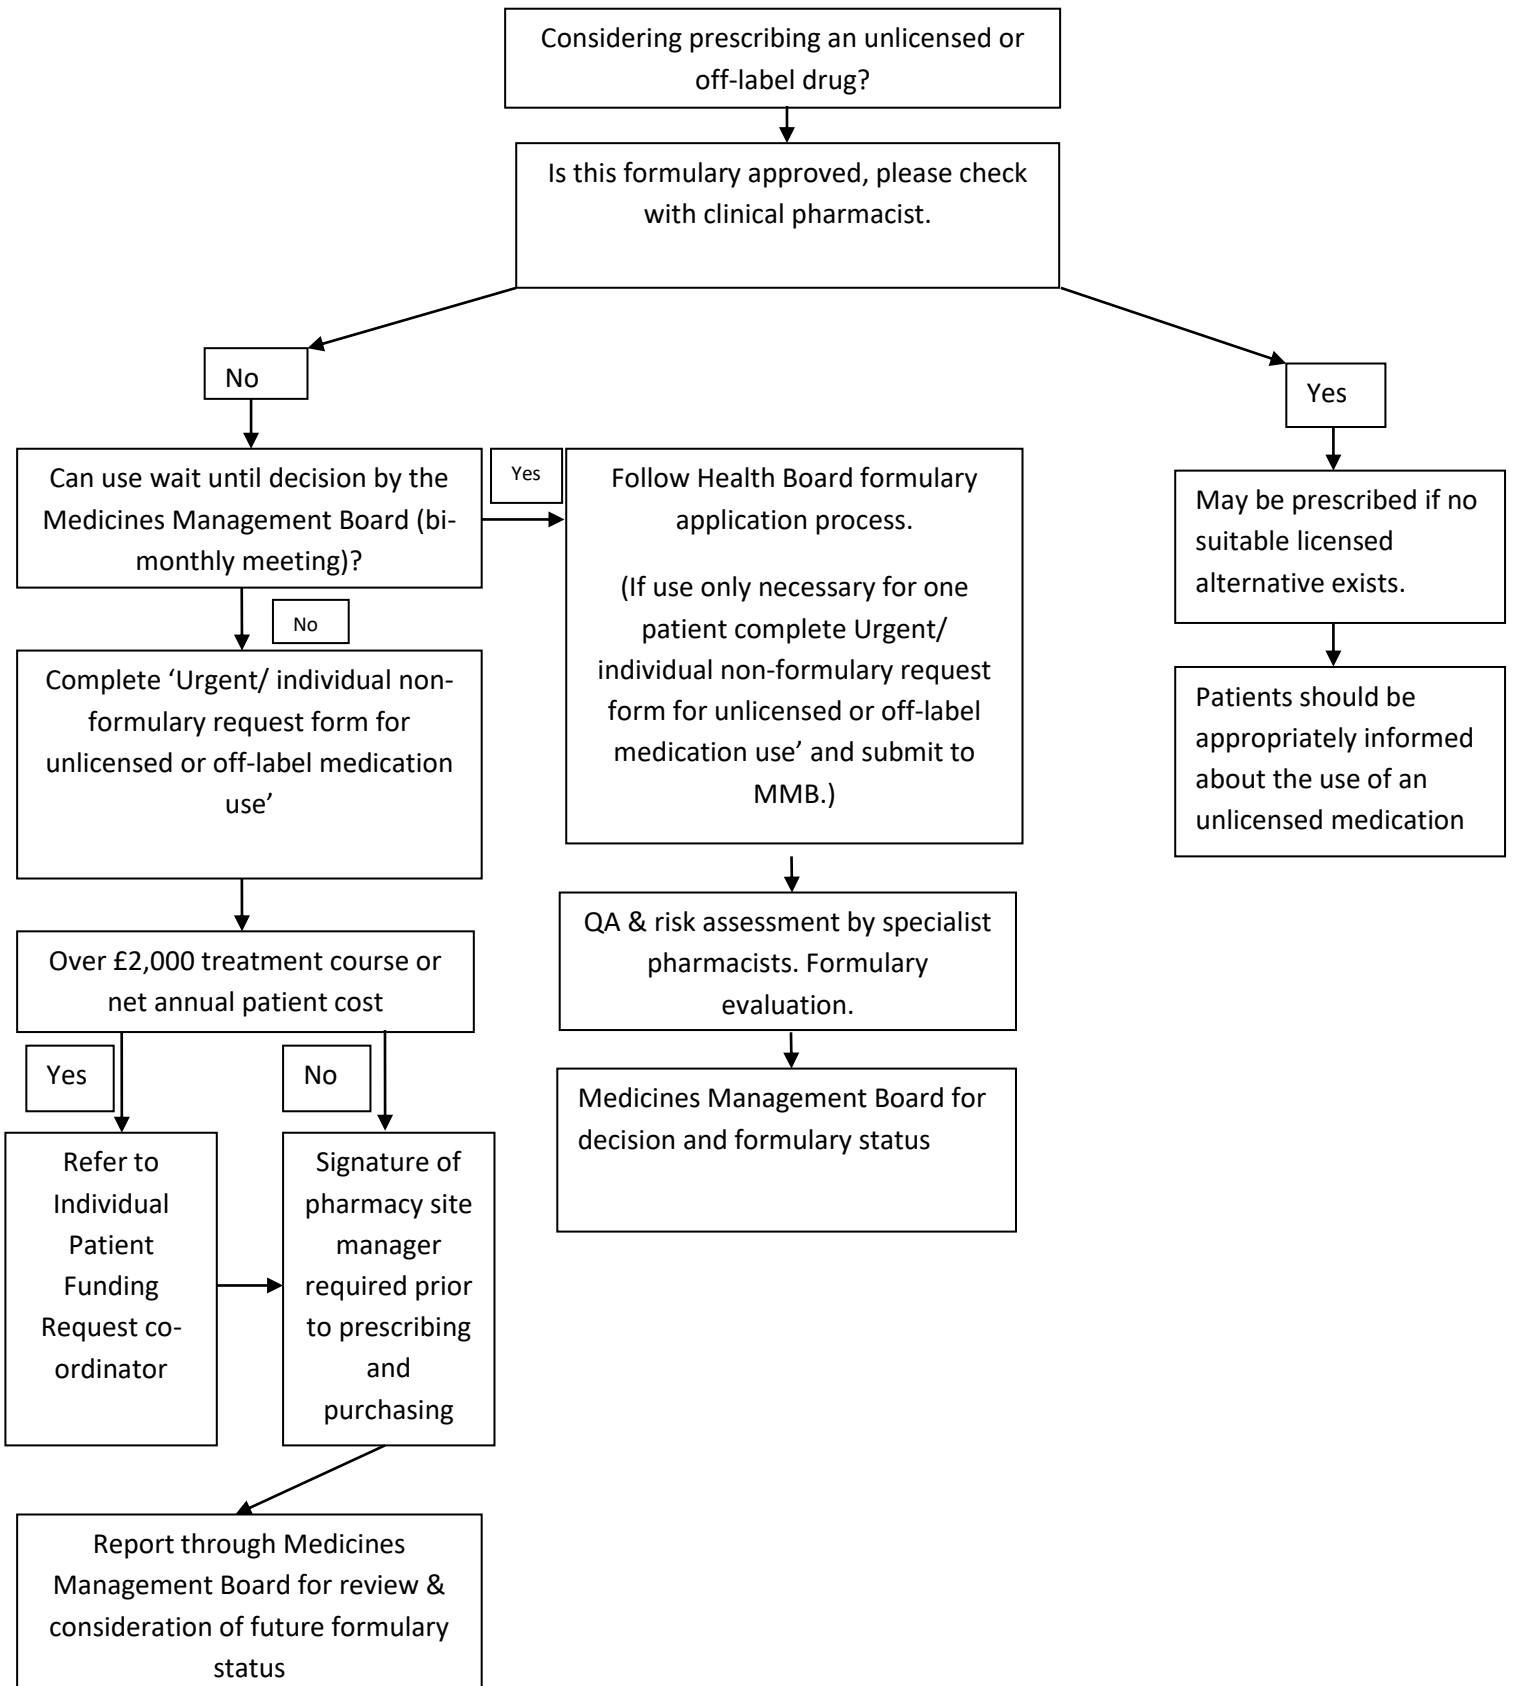 Considering prescribing an unlicensed or
off-label drug?
Is this formulary approved, please check
with clinical pharmacist.
No
Yes
Can use wait until decision by the
Medicines Management Board (bi-
monthly meeting)?
Yes
No
Follow Health Board formulary
application process.
(If use only necessary for one
patient complete Urgent/
individual non-formulary request
form for unlicensed or off-label
medication use’ and submit to
MMB.)
May be prescribed if no
suitable licensed
alternative exists.
Patients should be
appropriately informed
about the use of an
unlicensed medication
Complete ‘Urgent/ individual non-
formulary request form for
unlicensed or off-label medication
use’
QA & risk assessment by specialist
pharmacists. Formulary
evaluation.
Medicines Management Board for
decision and formulary status
Over £2,000 treatment course or
net annual patient cost
Yes
No
Refer to
Individual
Patient
Funding
Request co-
ordinator
Signature of
pharmacy site
manager
required prior
to prescribing
and
purchasing
Report through Medicines
Management Board for review &
consideration of future formulary
status